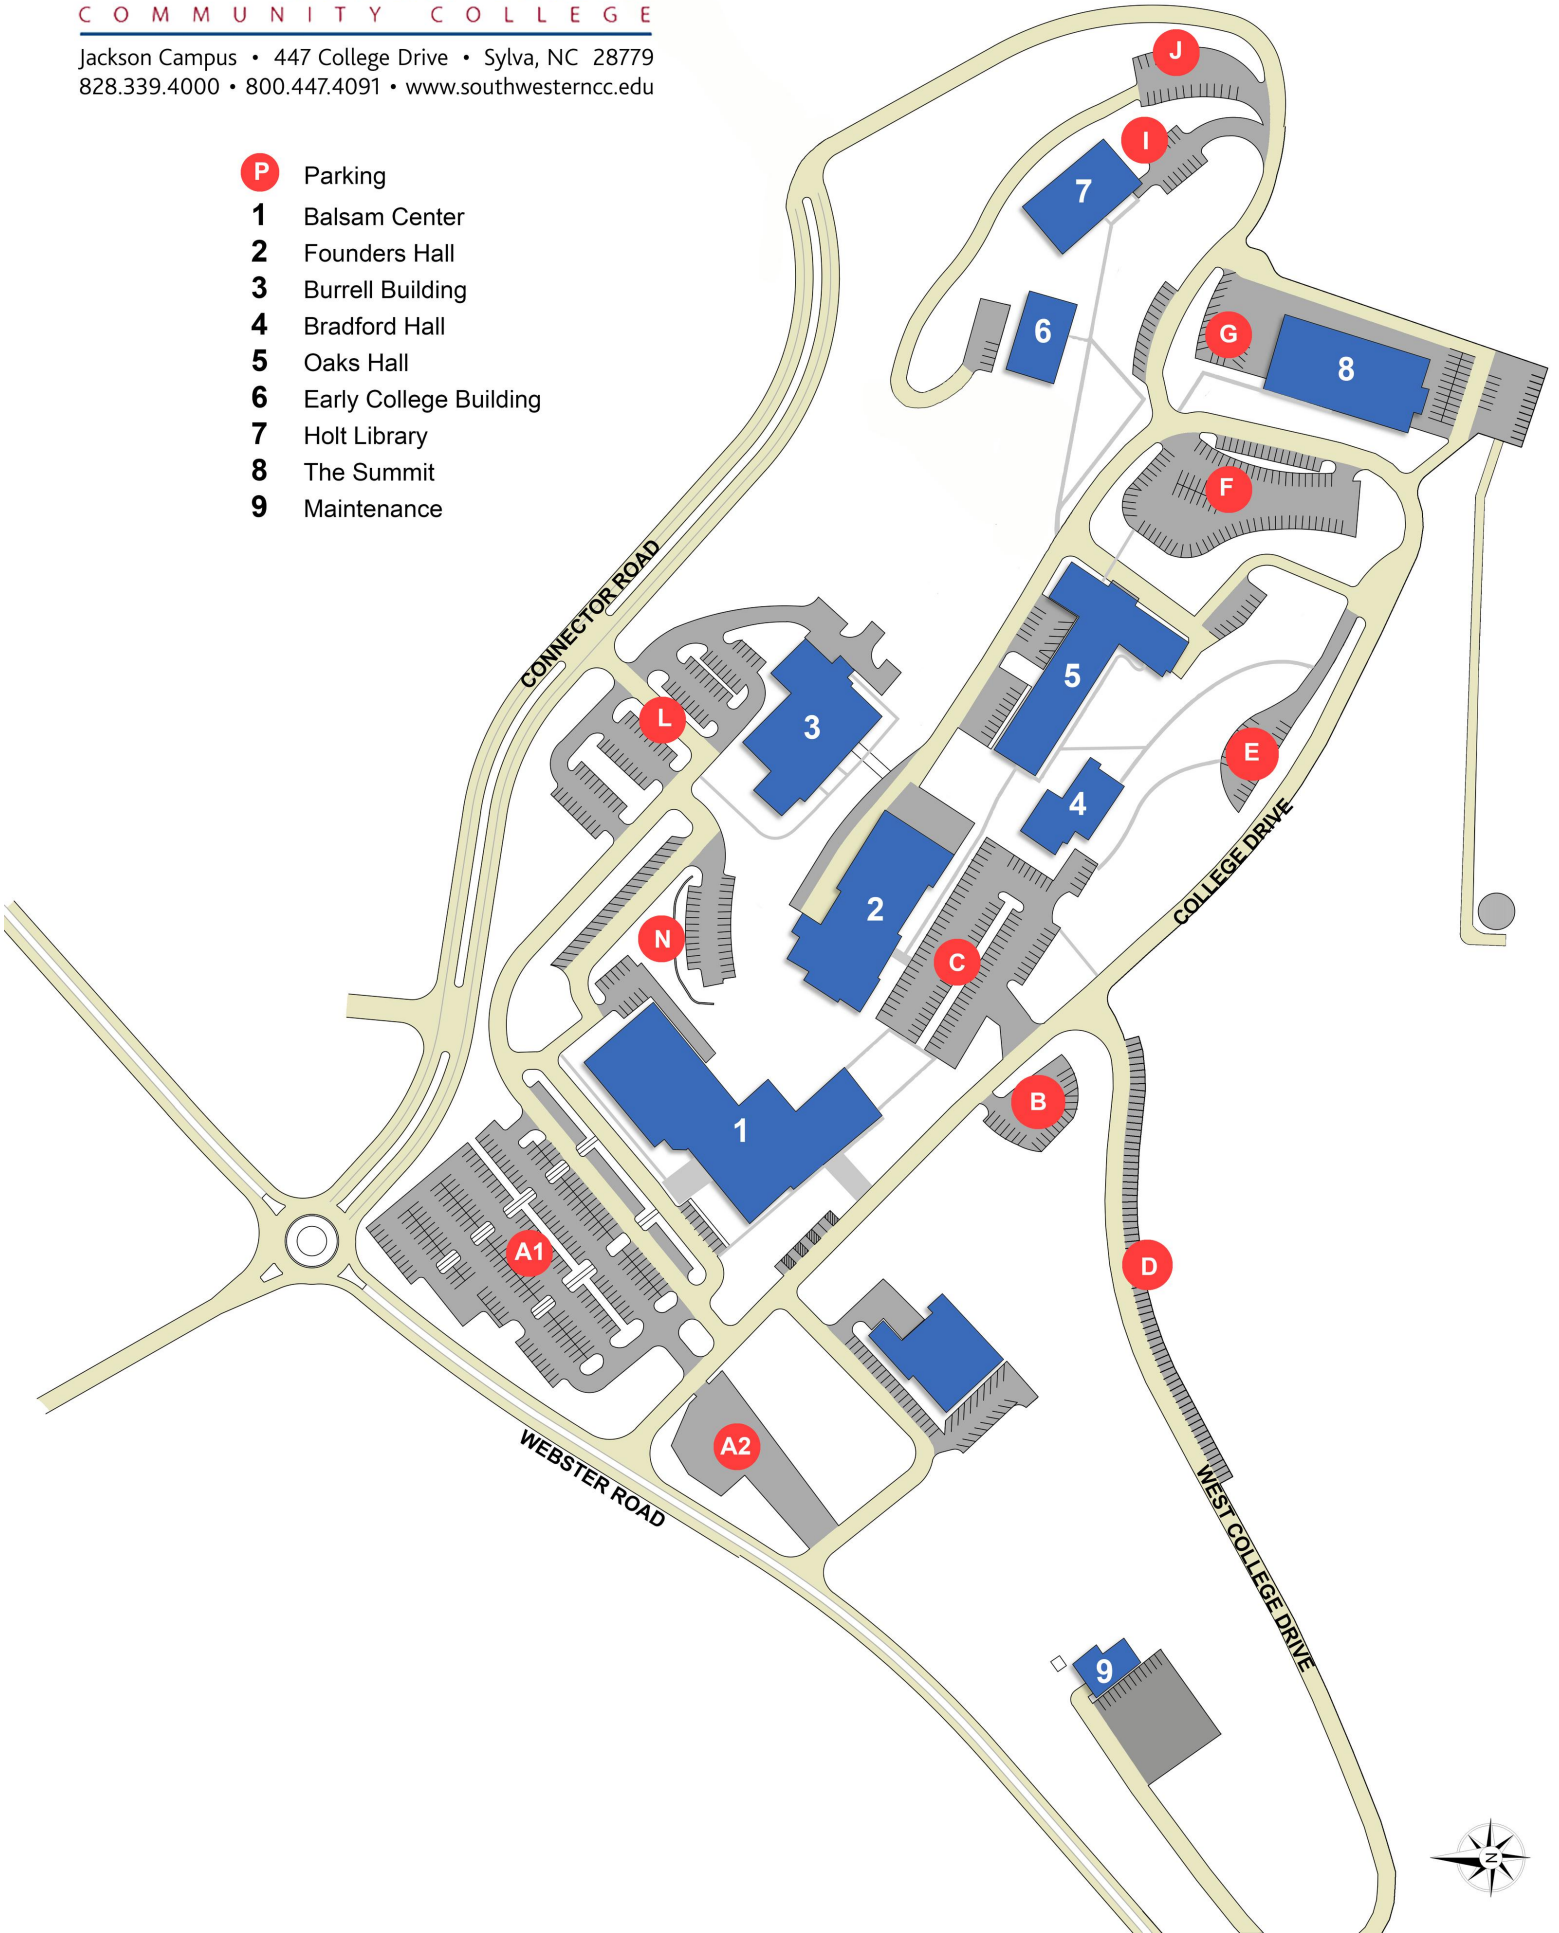 COMMUNITY COLLEGE
Jackson Campus • 447 College Drive • Sylva, NC 28779
828.339.4000 • 800.447.4091 • www.southwesterncc.edu
P Parking
1 Balsam Center
2 Founders Hall
3 Burrell Building
4 Bradford Hall
5 Oaks Hall
6 Early College Building
7 Holt Library
8 The Summit
9 Maintenance
J
I
7
6
G
8
F
CONNECTOR ROAD
5
L
3
E
4
COLLEGE DRIVE
2
N
C
B
1
A1
D
A2
WEBSTER ROAD
WEST COLLEGE DRIVE
9
N